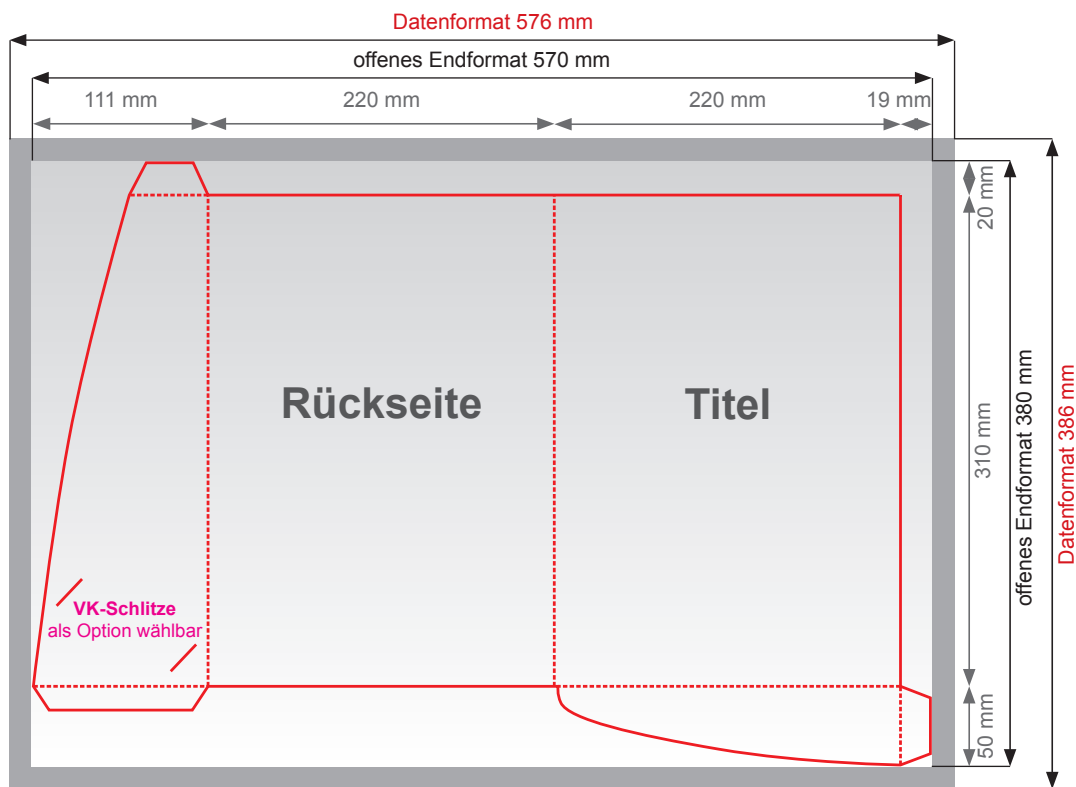 Datenformat 576 mm
offenes Endformat 570 mm
111 mm
220 mm
220 mm
19 mm
20 mm
310 mm
50 mm
offenes Endformat 380 mm
Datenformat 386 mm
Rückseite
Titel
VK-Schlitze
als Option wählbar